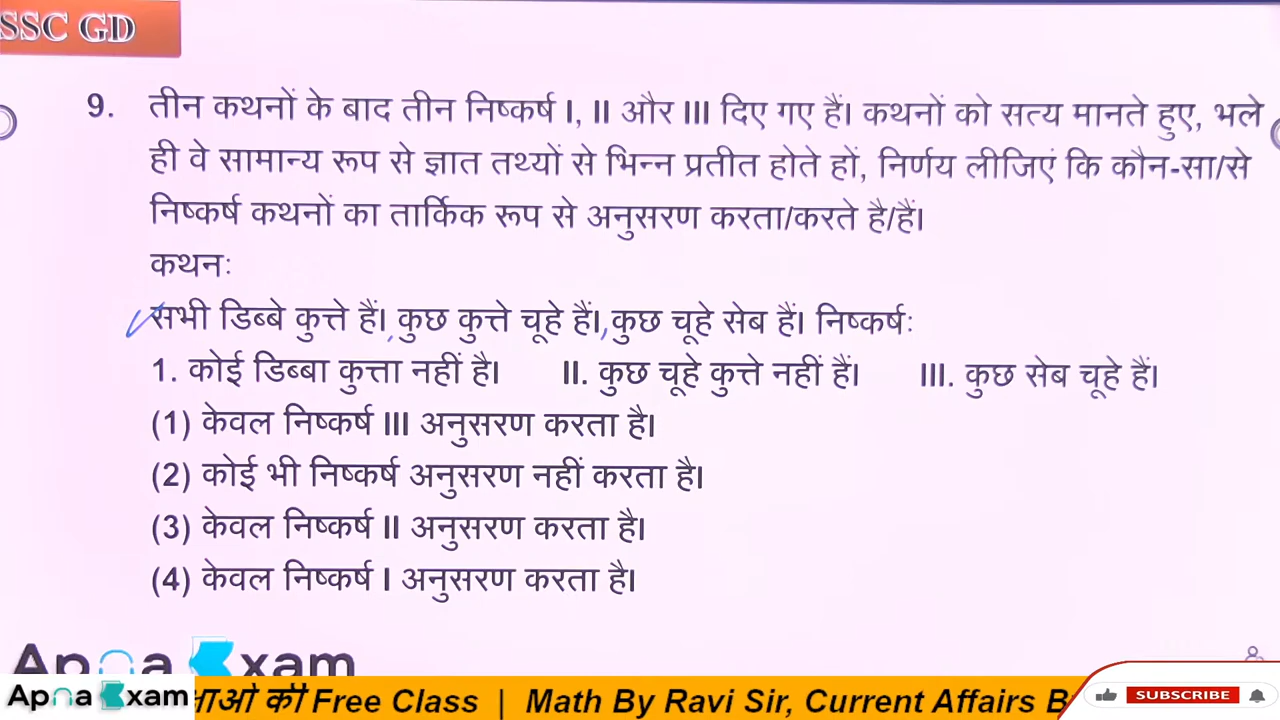 SSC GD
9. तीन कथनों के बाद तीन निष्कर्ष I, II और III दिए गए हैं। कथनों को सत्य मानते हुए, भले
ही वे सामान्य रूप से ज्ञात तथ्यों से भिन्न प्रतीत होते हों, निर्णय लीजिएं कि कौन-सा/से
निष्कर्ष कथनों का तार्किक रूप से अनुसरण करता/करते है/हैं।
कथन:
सभी डिब्बे कुत्ते हैं। कुछ कुत्ते चूहे हैं। कुछ चूहे सेब हैं। निष्कर्ष:
1. कोई डिब्बा कुत्ता नहीं है। II. कुछ चूहे कुत्ते नहीं हैं। III. कुछ सेब चूहे हैं।
(1) केवल निष्कर्ष III अनुसरण करता है।
(2) कोई भी निष्कर्ष अनुसरण नहीं करता है।
(3) केवल निष्कर्ष II अनुसरण करता है।
(4) केवल निष्कर्ष I अनुसरण करता है।
Apna Exam
Apna Exam की Free Class | Math By Ravi Sir, Current Affairs SUBSCRIBE